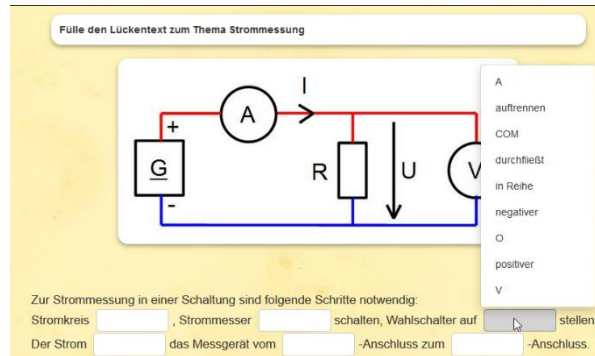 Fülle den Lückentext zum Thema Strommessung
I
A
+
G
-
R
U
V
A
auftrennen
COM
durchfließt
in Reihe
negativer
O
positiver
V
Zur Strommessung in einer Schaltung sind folgende Schritte notwendig:
Stromkreis , Strommesser schalten, Wahlschalter auf stellen
Der Strom das Messgerät vom -Anschluss zum -Anschluss.